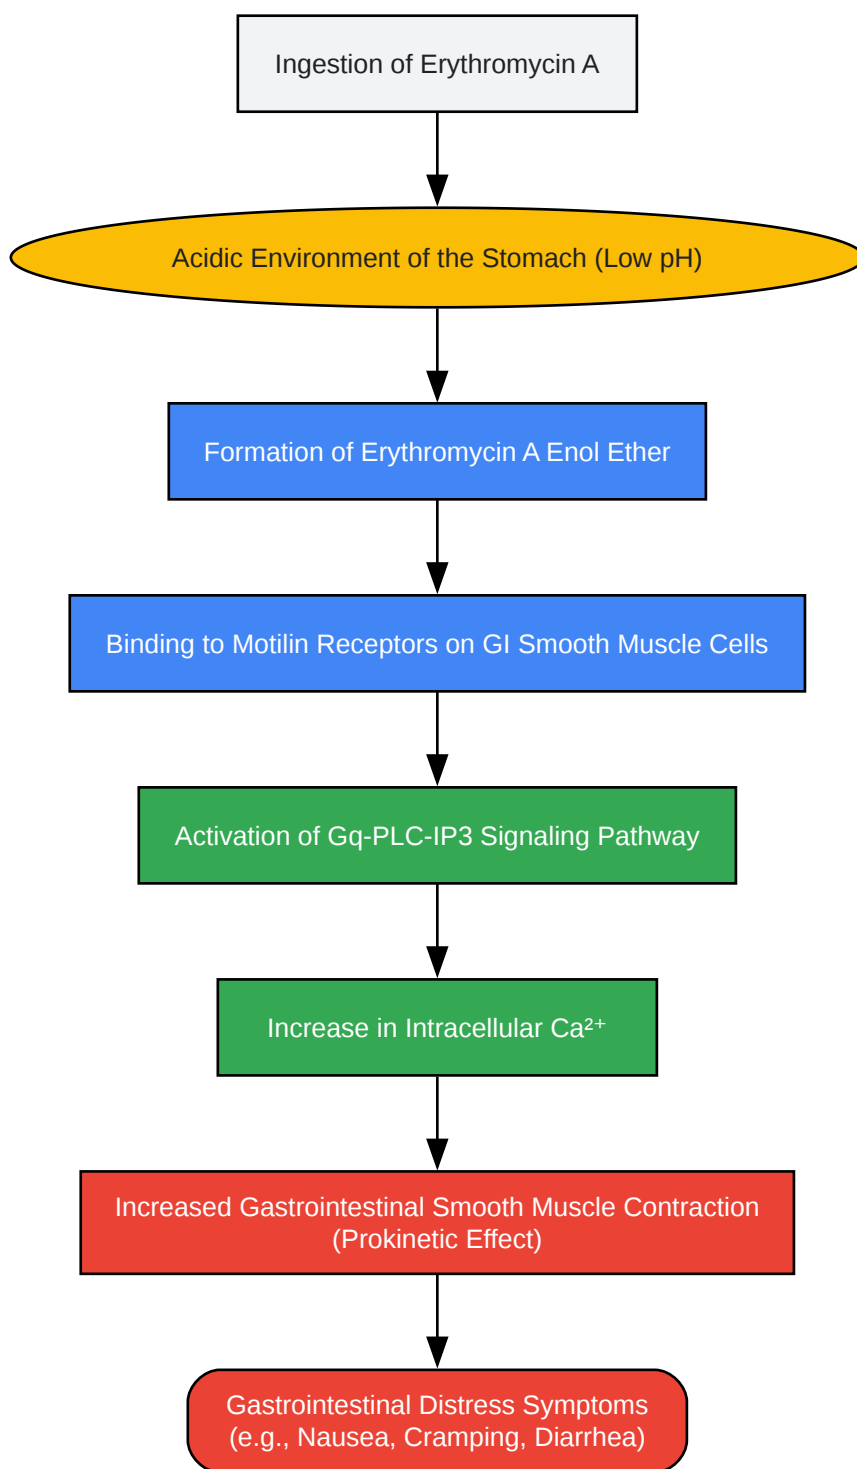 Ingestion of Erythromycin A
Acidic Environment of the Stomach (Low pH)
Formation of Erythromycin A Enol Ether
Binding to Motilin Receptors on GI Smooth Muscle Cells
Activation of Gq-PLC-IP3 Signaling Pathway
Increase in Intracellular Ca²⁺
Increased Gastrointestinal Smooth Muscle Contraction
(Prokinetic Effect)
Gastrointestinal Distress Symptoms
(e.g., Nausea, Cramping, Diarrhea)